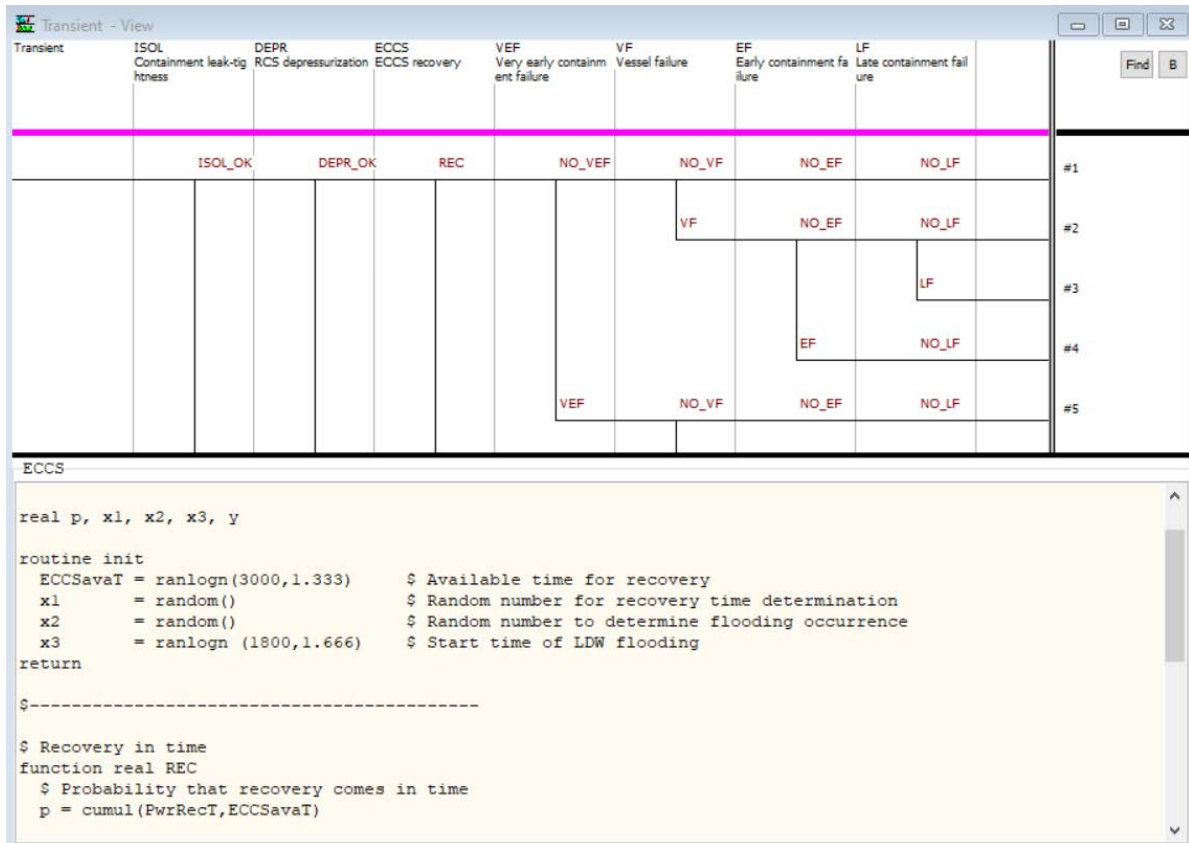 Transient - View
Transient ISOL DEPR ECCS VEF VF EF LF
Containment leak-tig RCS depressurization ECCS recovery Very early containm Vessel failure Early containment fa Late containment fail
htness ent failure ilure ure
Find B
ISOL_OK DEPR_OK REC NO_VEF NO_VF NO_EF NO_LF #1
VF NO_EF NO_LF #2
LF #3
EF NO_LF #4
VEF NO_VF NO_EF NO_LF #5
ECCS
real p, x1, x2, x3, y
routine init
ECCSavaT = ranlogn(3000,1.333) $ Available time for recovery
x1 = random() $ Random number for recovery time determination
x2 = random() $ Random number to determine flooding occurrence
x3 = ranlogn (1800,1.666) $ Start time of LDW flooding
return
$-------------------------------------------
$ Recovery in time
function real REC
$ Probability that recovery comes in time
p = cumul(PwrRecT,ECCSavaT)